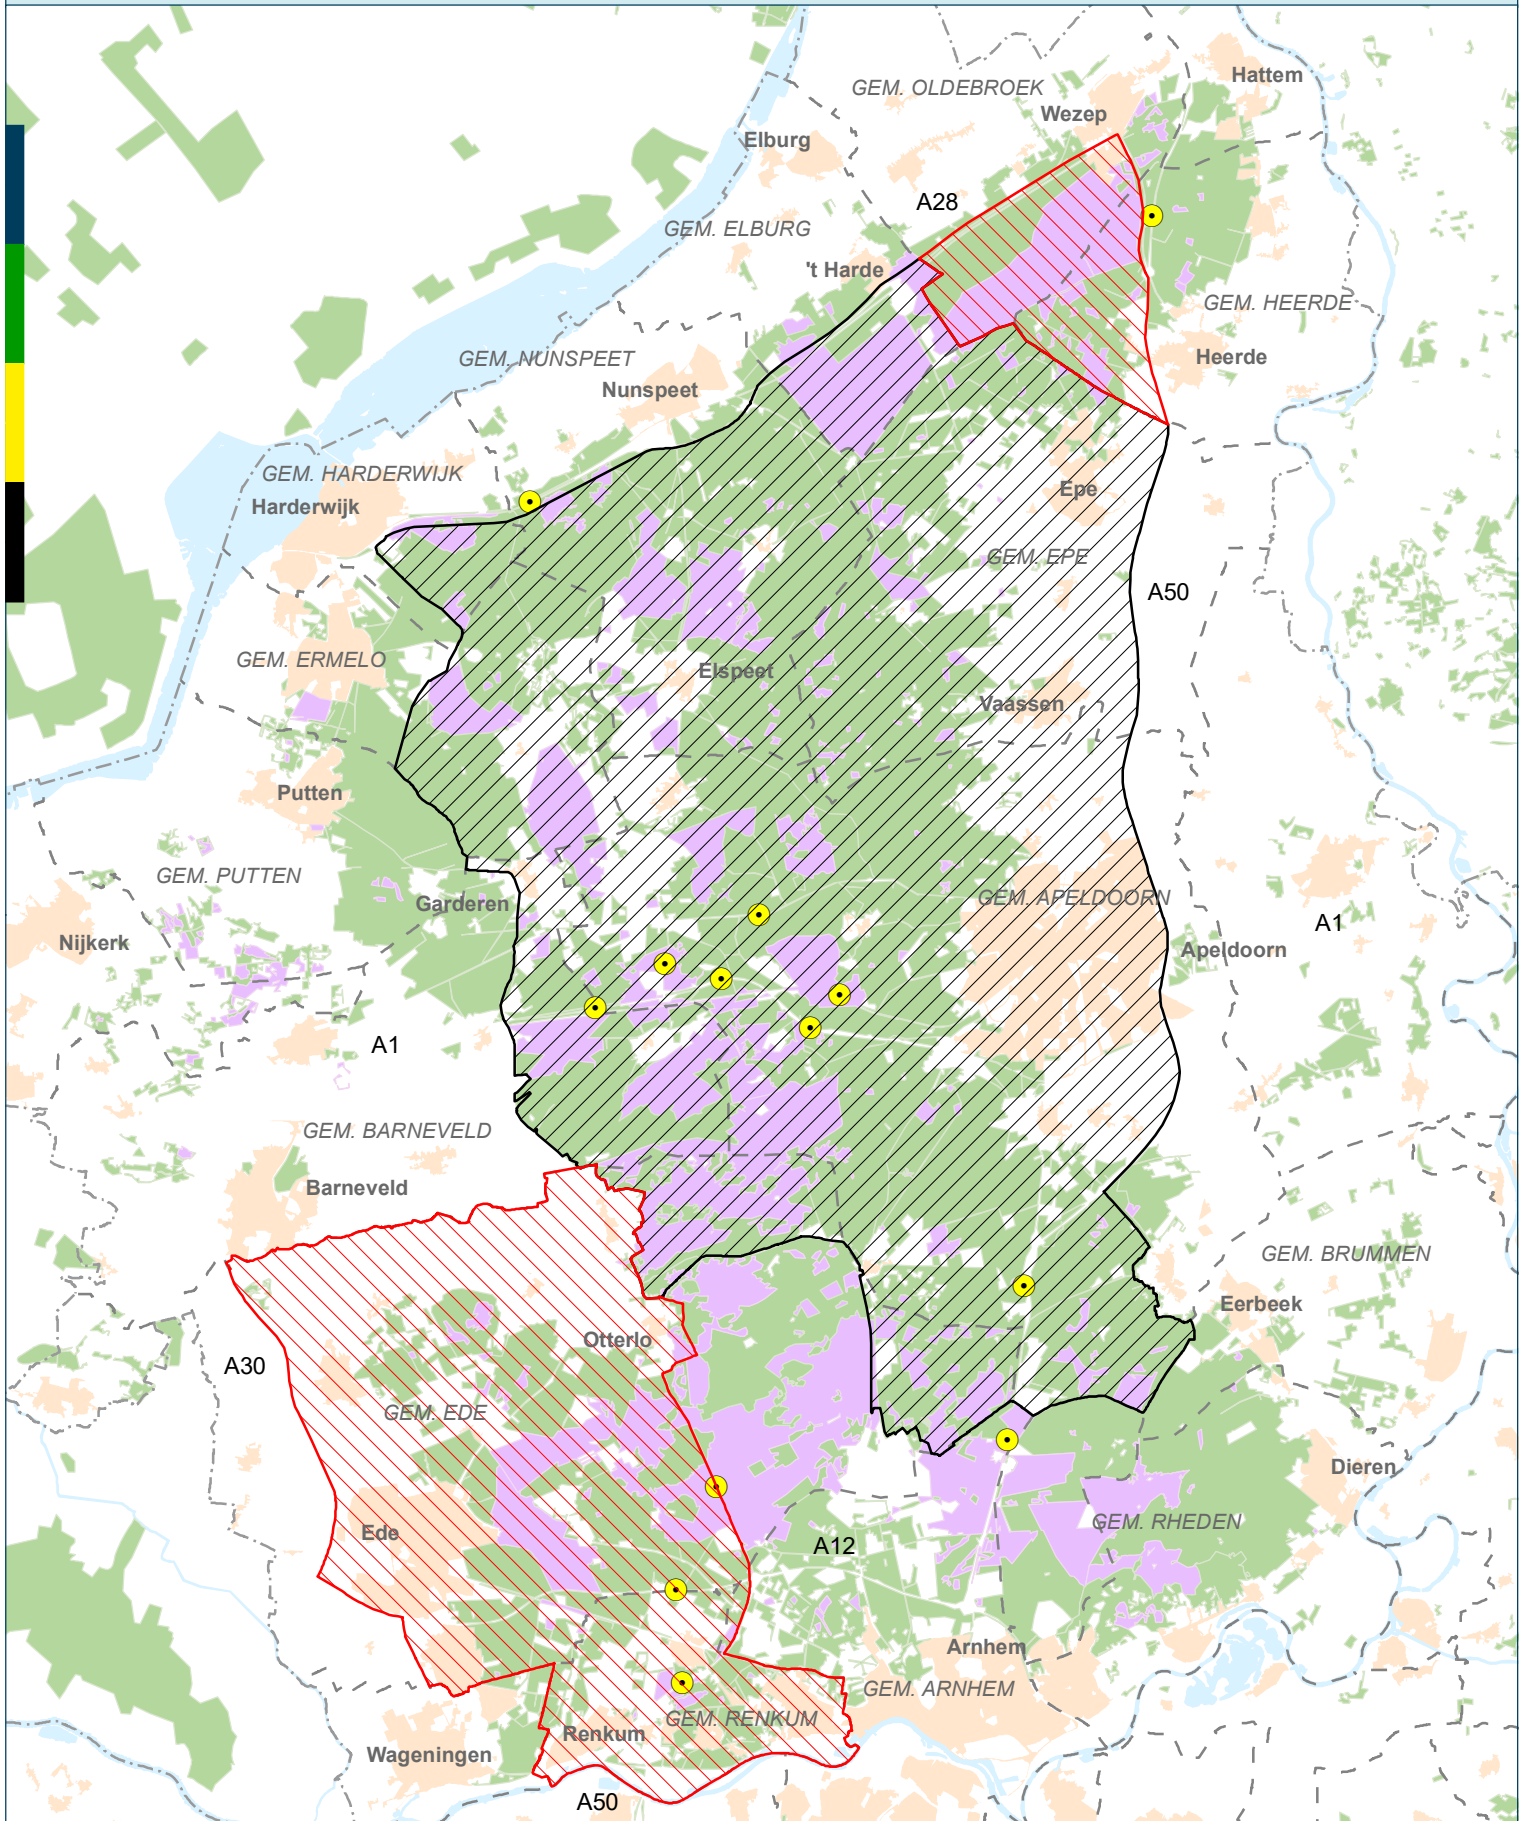 Hattem
GEM. OLDEBROEK
Wezep
Elburg
A28
GEM. ELBURG
't Harde
GEM. HEERDE
GEM. NUNSPEET
Heerde
Nunspeet
GEM. HARDERWIJK
Epe
Harderwijk
GEM. EPE
A50
GEM. ERMELO
Elspeet
Vaassen
Putten
GEM. PUTTEN
GEM. APELDOORN
Garderen
A1
Nijkerk
Apeldoorn
A1
GEM. BARNEVELD
Barneveld
GEM. BRUMMEN
Eerbeek
Otterlo
A30
GEM. EDE
Dieren
GEM. RHEDEN
Ede
A12
Arnhem
GEM. ARNHEM
GEM. RENKUM
Renkum
Wageningen
A50